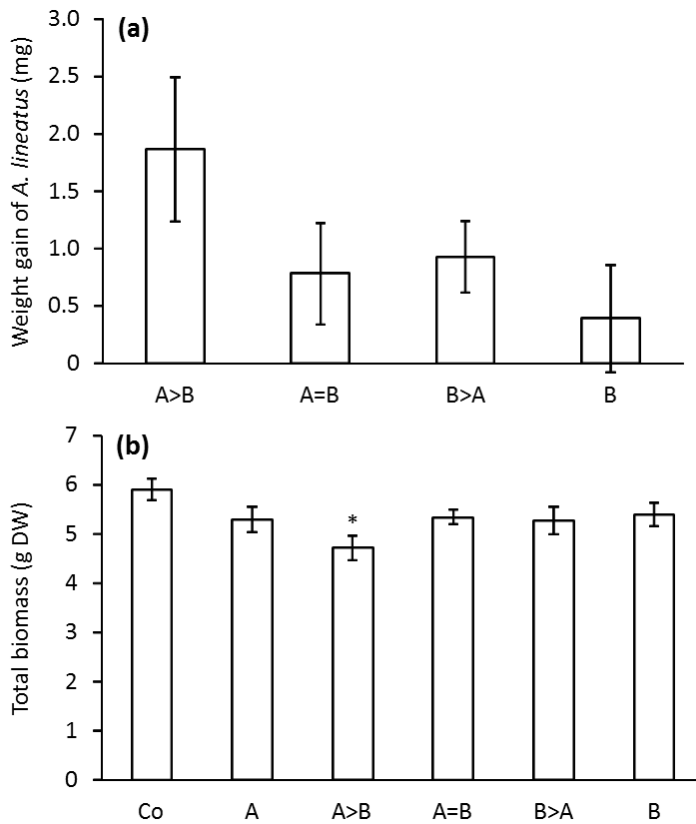 (a)
Weight gain of A. lineatus (mg)
3.0
2.5
2.0
1.5
1.0
0.5
0
A>B A=B B>A B
(b)
Total biomass (g DW)
7
6
5
4
3
2
1
0
*
Co A A>B A=B B>A B